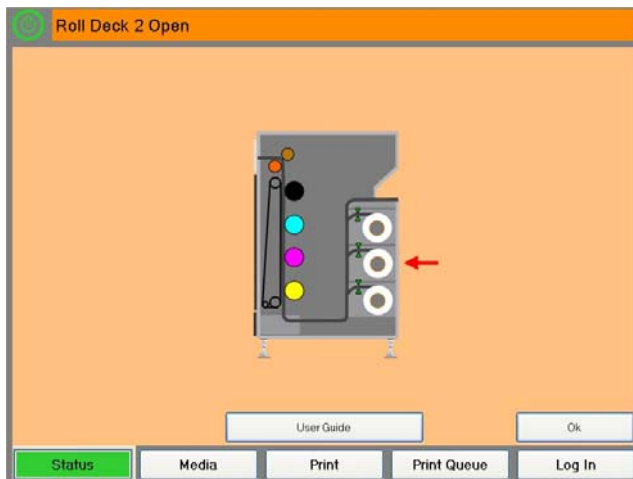 Roll Deck 2 Open
User Guide
Ok
Status
Media
Print
Print Queue
Log In